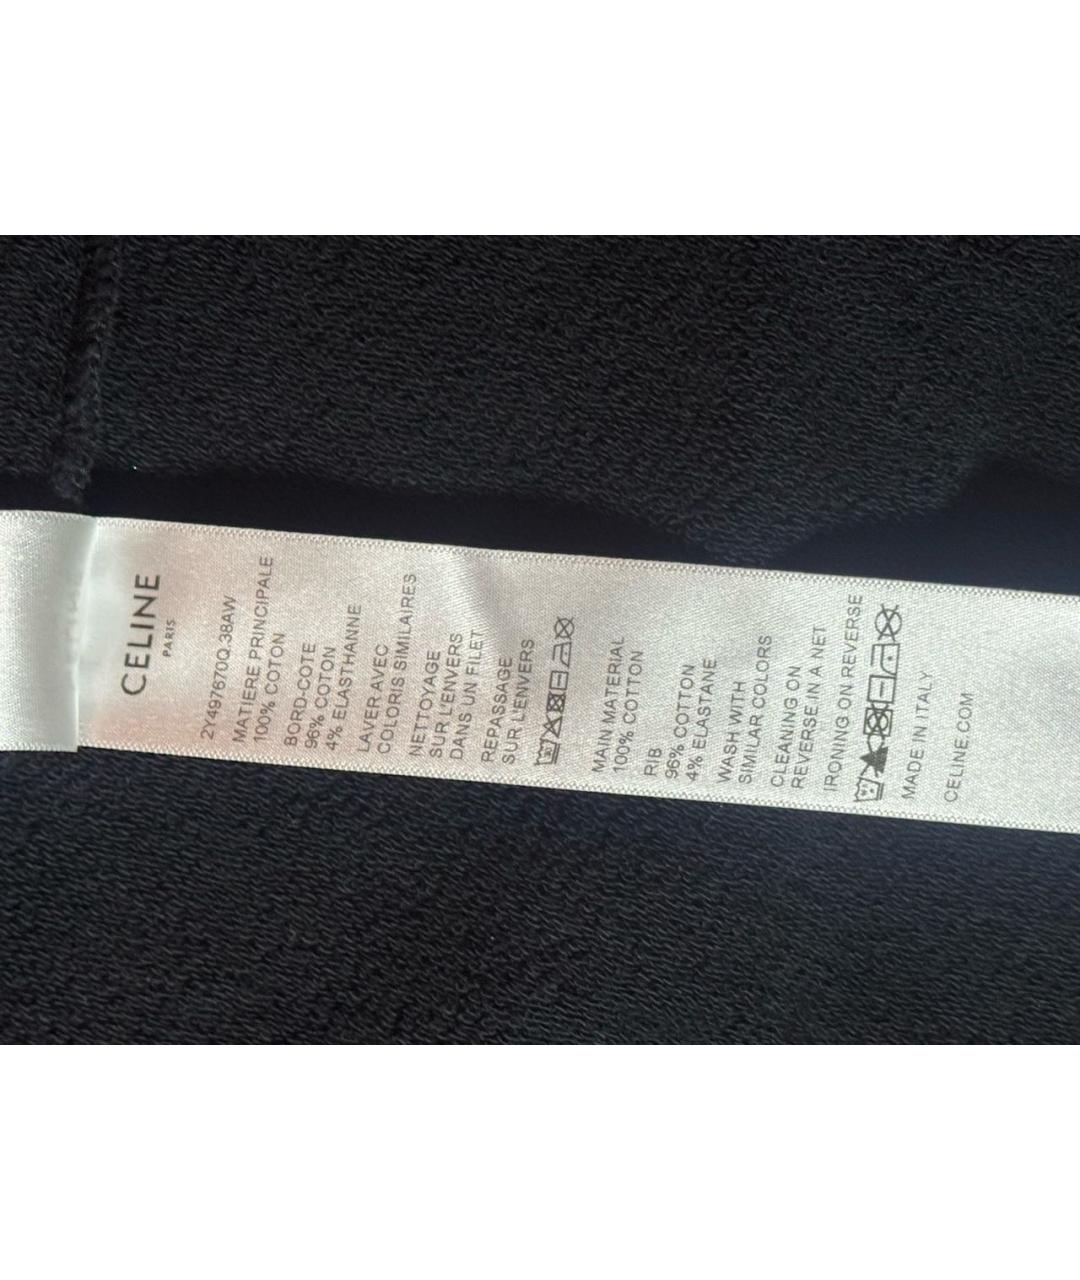 CELINE
PARIS
2Y497670Q.38AW
MATIERE PRINCIPALE
100% COTON
BORD-COTE
96% COTON
4% ELASTHANNE
LAVER AVEC
COLORIS SIMILAIRES
NETTOYAGE
SUR L'ENVERS
DANS UN FILET
REPASSAGE
SUR L'ENVERS
MAIN MATERIAL
100% COTTON
RIB
96% COTTON
4% ELASTANE
WASH WITH
SIMILAR COLORS
CLEANING ON
REVERSE IN A NET
IRONING ON REVERSE
MADE IN ITALY
CELINE.COM